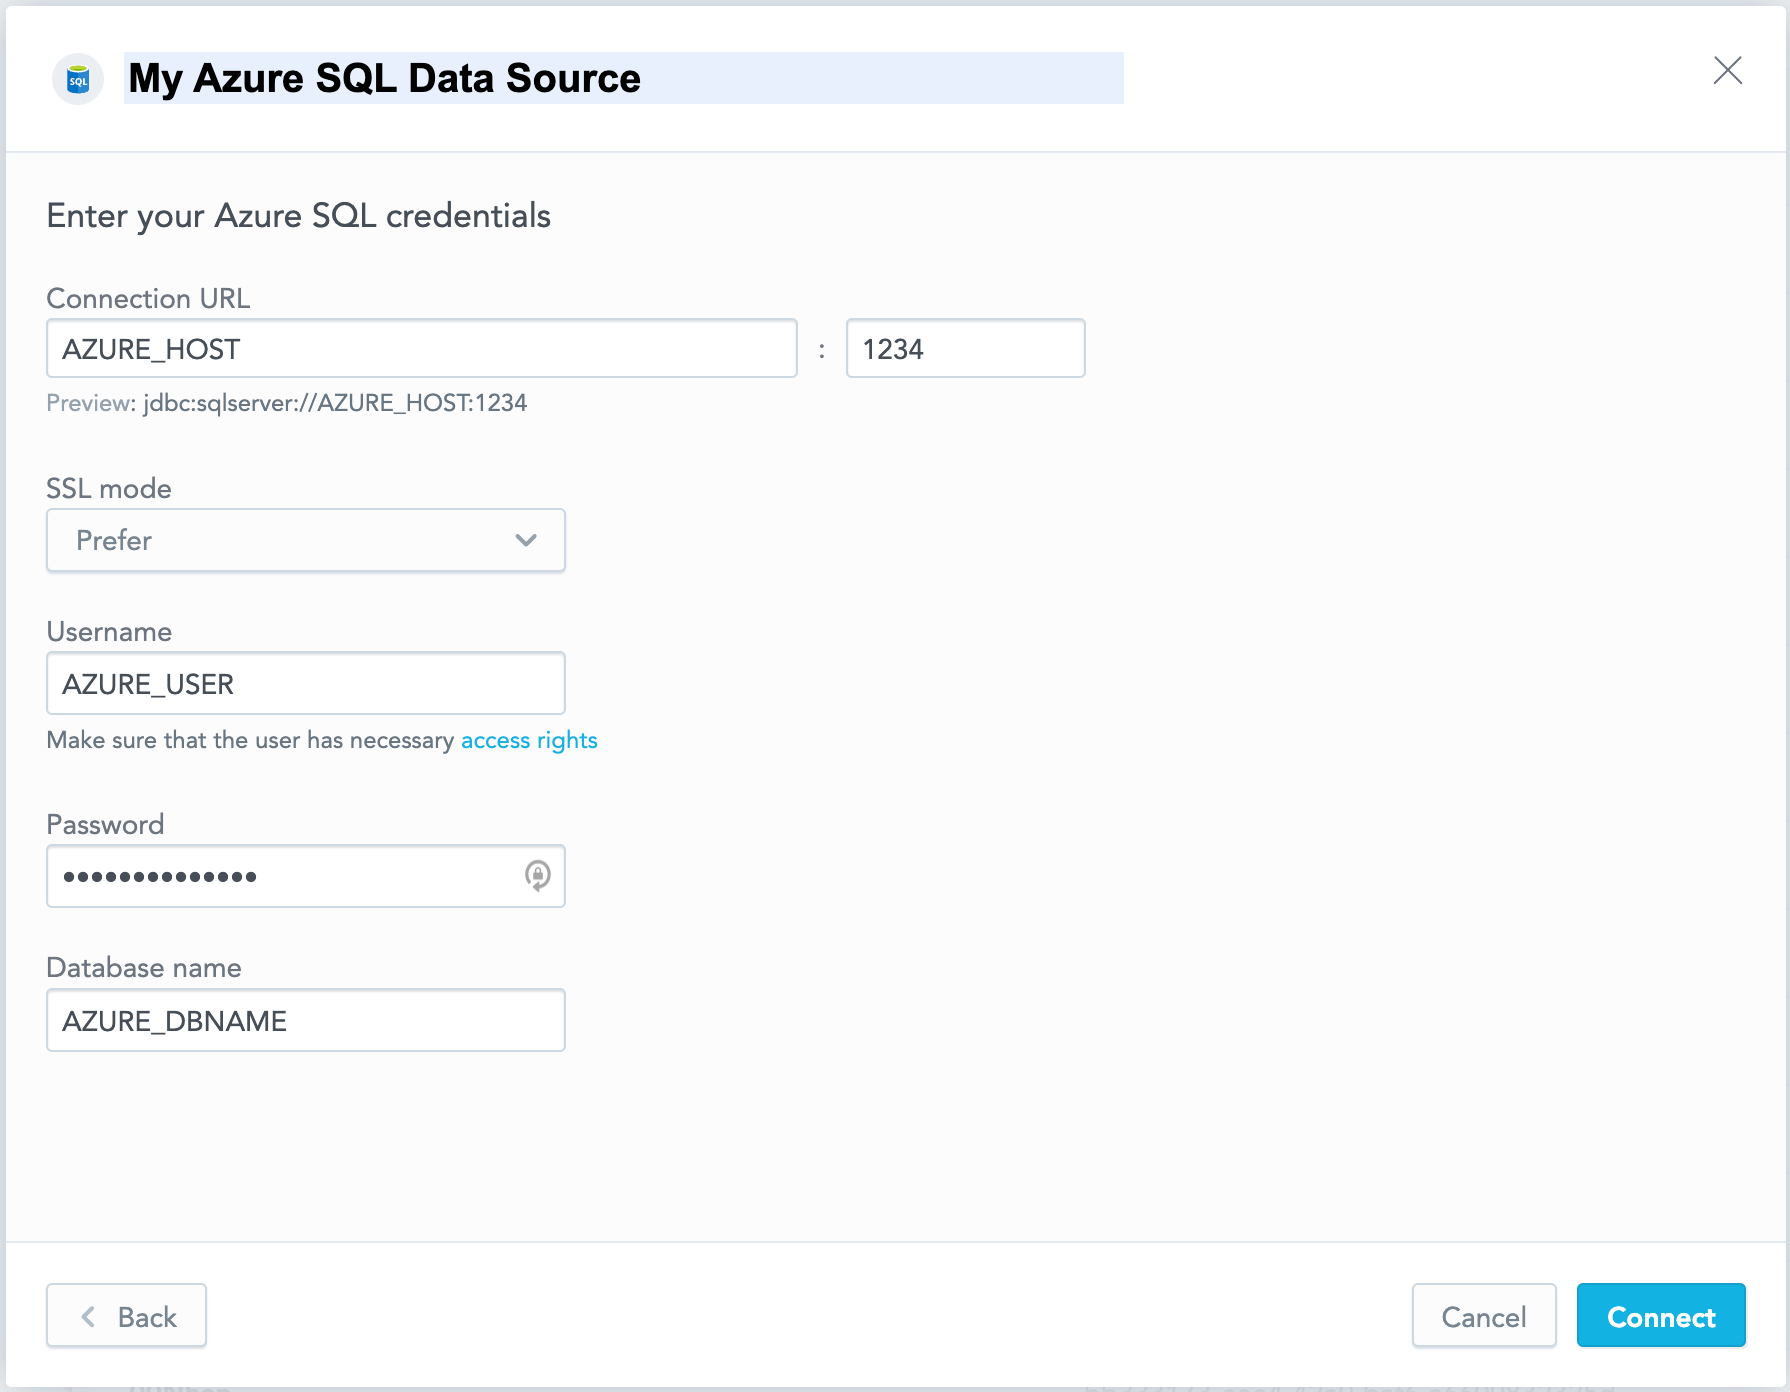 SQL
My Azure SQL Data Source
Enter your Azure SQL credentials
Connection URL
AZURE_HOST : 1234
Preview: jdbc:sqlserver://AZURE_HOST:1234
SSL mode
Prefer
Username
AZURE_USER
Make sure that the user has necessary access rights
Password
••••••••••••••
Database name
AZURE_DBNAME
Back
Cancel
Connect